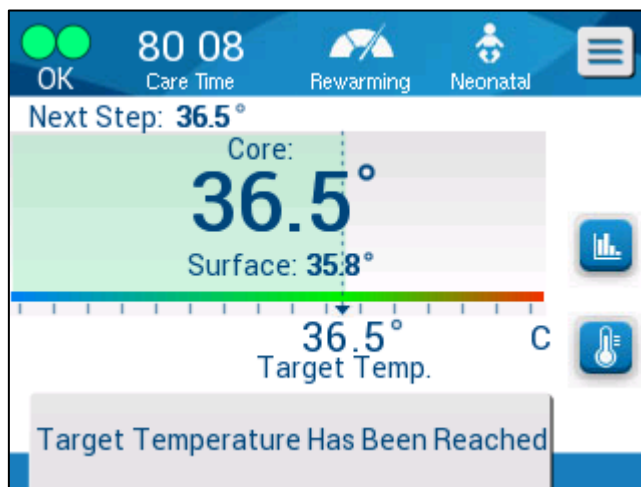 OK
80 08
Care Time
Rewarming
Neonatal
Next Step: 36.5°
Core:
36.5°
Surface: 35.8°
36.5°
C
Target Temp.
Target Temperature Has Been Reached